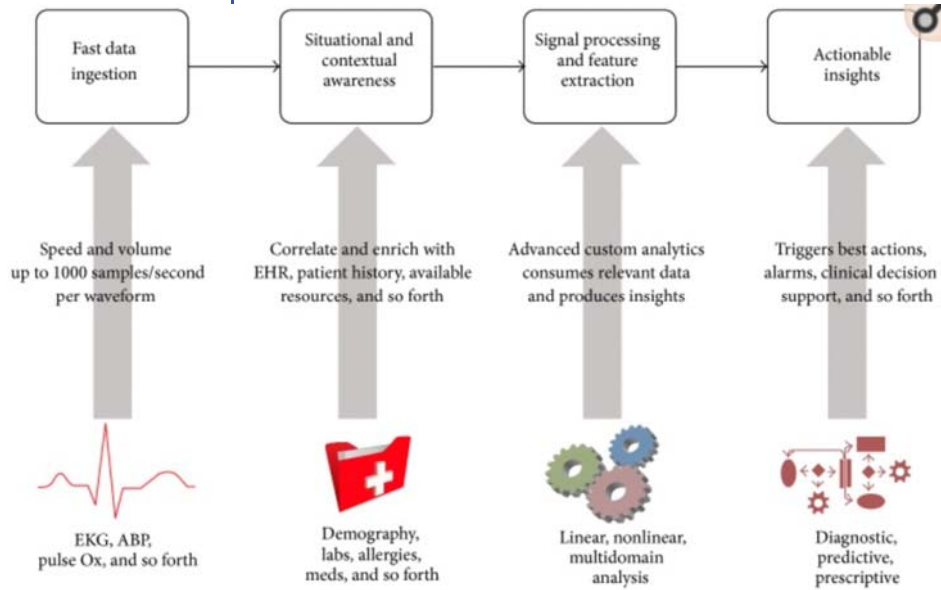 Fast data
ingestion
Situational and
contextual
awareness
Signal processing
and feature
extraction
Actionable
insights
Speed and volume
up to 1000 samples/second
per waveform
Correlate and enrich with
EHR, patient history, available
resources, and so forth
Advanced custom analytics
consumes relevant data
and produces insights
Triggers best actions,
alarms, clinical decision
support, and so forth
EKG, ABP,
pulse Ox, and so forth
Demography,
labs, allergies,
meds, and so forth
Linear, nonlinear,
multidomain
analysis
Diagnostic,
predictive,
prescriptive